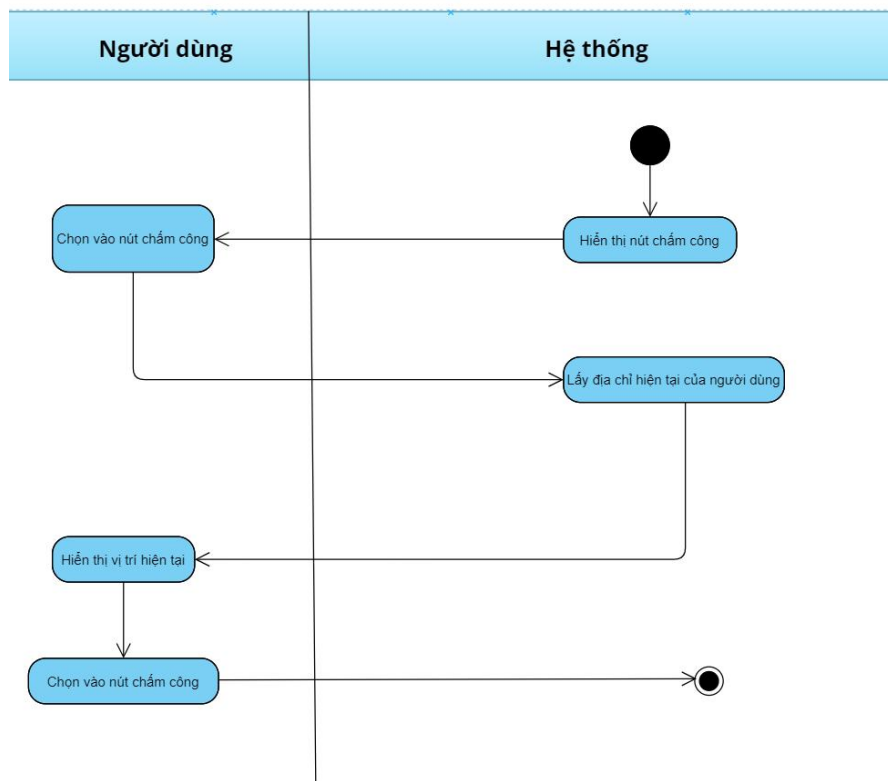 Người dùng
Hệ thống
Hiển thị nút chấm công
Chọn vào nút chấm công
Lấy địa chỉ hiện tại của người dùng
Hiển thị vị trí hiện tại
Chọn vào nút chấm công